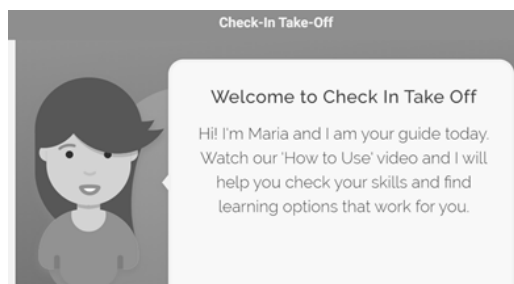 Check-In Take-Off
Welcome to Check In Take Off
Hi! I'm Maria and I am your guide today.
Watch our 'How to Use' video and I will
help you check your skills and find
learning options that work for you.